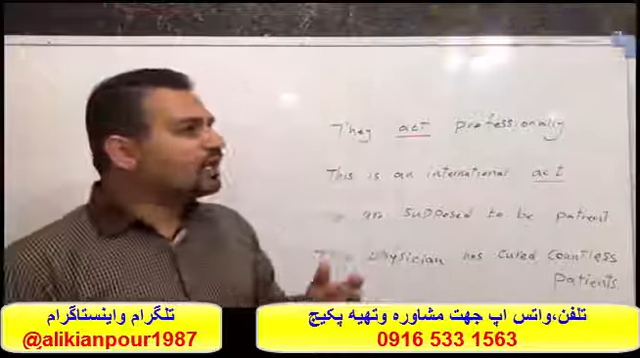 They act professionally
This is an international act
supposed to be patient
physician has cured countless
patients.
تلگرام واینستاگرام
@alikianpour1987
تلفن،واتس اپ جهت مشاوره وتهیه پکیج
0916 533 1563